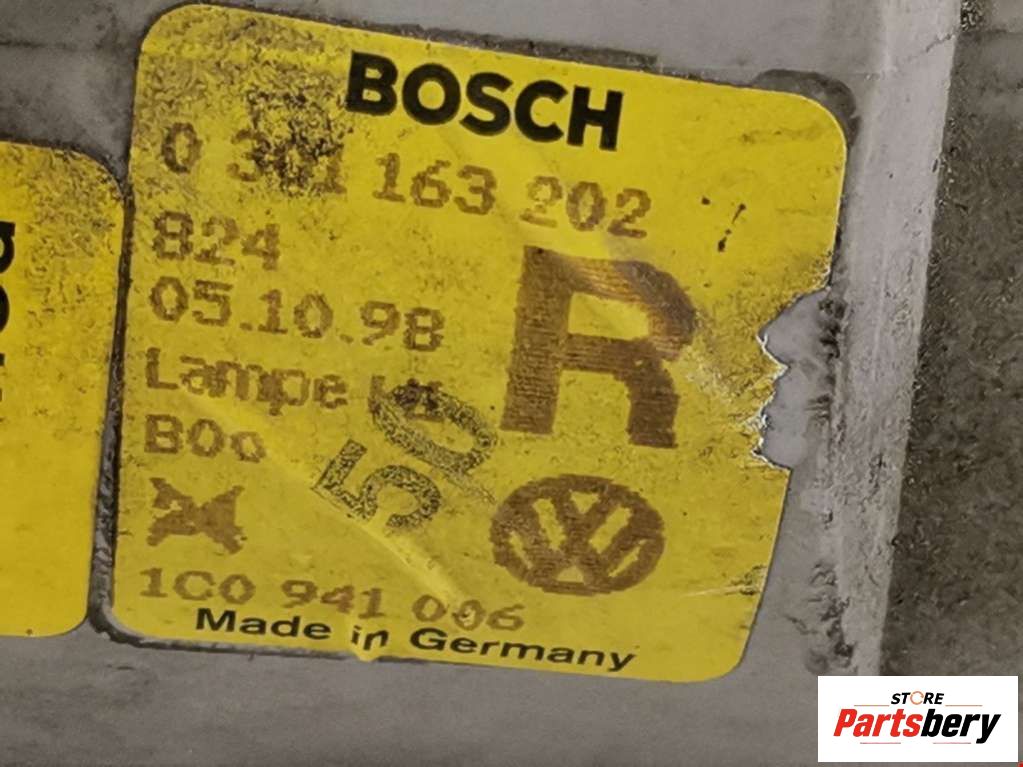 BOSCH
0 301 163 202
824
05.10.98
R
Lampe
B00
50
1C0 941 006
Made in Germany
STORE
Partsbery